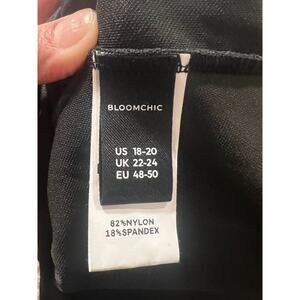 BLOOMCHIC
US 18-20
UK 22-24
EU 48-50
82%NYLON
18%SPANDEX